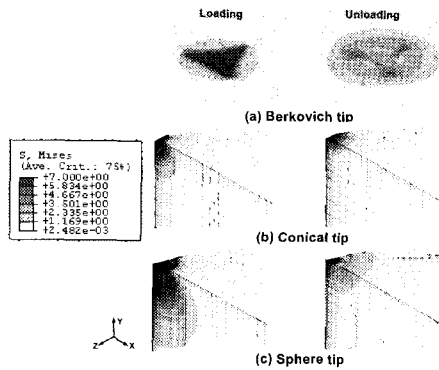 Loading Unloading
(a) Berkovich tip
S, Mises
(Ave. Crit.: 75%)
+7.000e+00
+5.834e+00
+4.667e+00
+3.501e+00
+2.335e+00
+1.169e+00
+2.482e-03
(b) Conical tip
Y
Z X
(c) Sphere tip